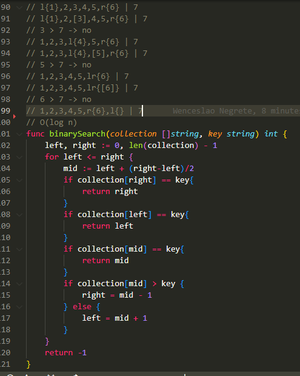 90 // l{1},2,3,4,5,r{6} | 7
91 // l{1},2,[3],4,5,r{6} | 7
92 // 3 > 7 -> no
93 // 1,2,3,l{4},5,r{6} | 7
94 // 1,2,3,l{4},[5],r{6} | 7
95 // 5 > 7 -> no
96 // 1,2,3,4,5,lr{6} | 7
97 // 1,2,3,4,5,lr{[6]} | 7
98 // 6 > 7 -> no
99 // 1,2,3,4,5,r{6},l{} | 7 Wenceslao Negrete, 8 minute
00 // O(log n)
01 func binarySearch(collection []string, key string) int {
02 left, right := 0, len(collection) - 1
03 for left <= right {
04 mid := left + (right-left)/2
05 if collection[right] == key{
06 return right
07 }
08 if collection[left] == key{
09 return left
10 }
11 if collection[mid] == key{
12 return mid
13 }
14 if collection[mid] > key {
15 right = mid - 1
16 } else {
17 left = mid + 1
18 }
19 }
20 return -1
21 }